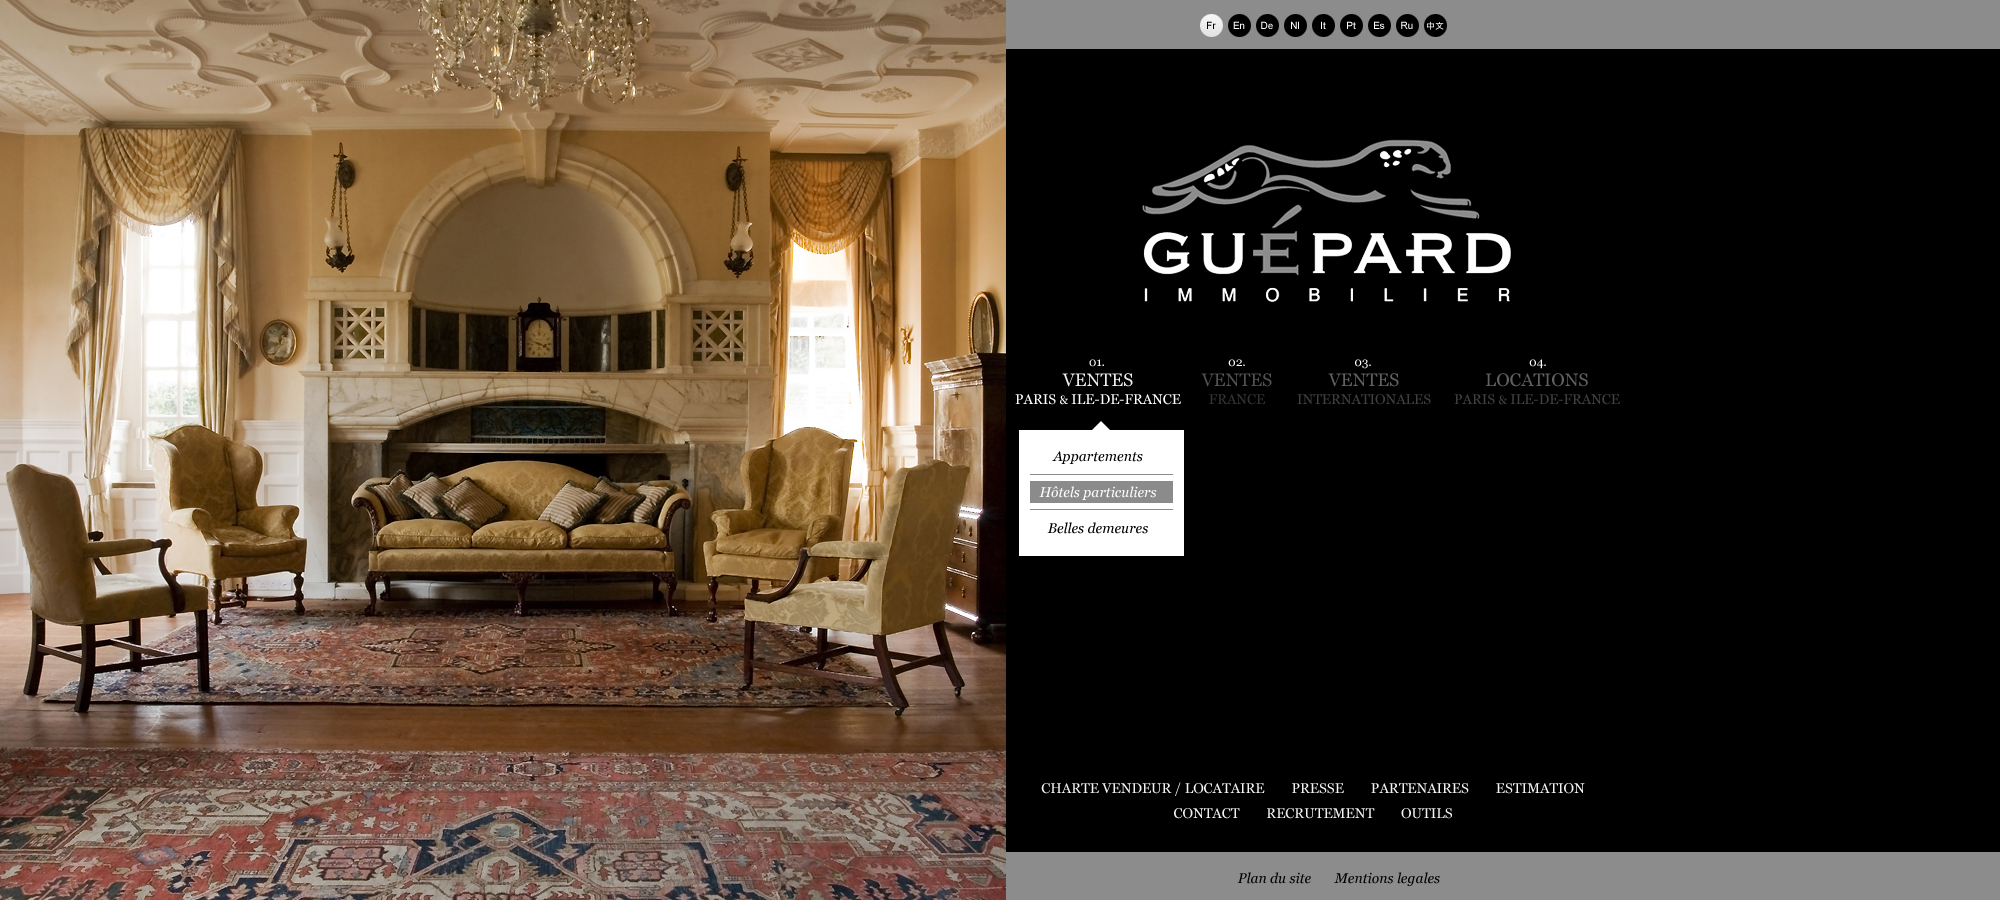 Fr En De Nl It Pt Es Ru 中文
GUÉPARD
IMMOBILIER
01.
VENTES
PARIS & ILE-DE-FRANCE
02.
VENTES
FRANCE
03.
VENTES
INTERNATIONALES
04.
LOCATIONS
PARIS & ILE-DE-FRANCE
Appartements
Hôtels particuliers
Belles demeures
CHARTE VENDEUR / LOCATAIRE PRESSE PARTENAIRES ESTIMATION
CONTACT RECRUTEMENT OUTILS
Plan du site Mentions legales